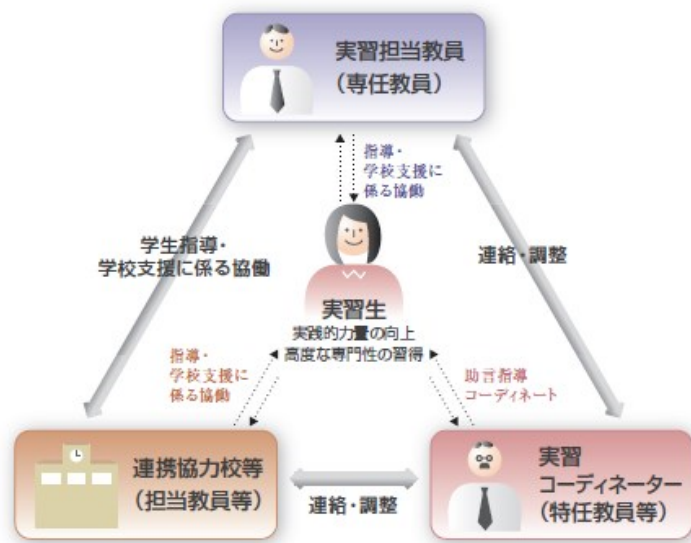 実習担当教員
(専任教員)
指導・
学校支援に
係る協働
学生指導・
学校支援に係る協働
連絡・調整
実習生
実践的力量の向上
高度な専門性の習得
指導・
学校支援に
係る協働
助言指導
コーディネート
連携協力校等
(担当教員等)
連絡・調整
実習
コーディネーター
(特任教員等)